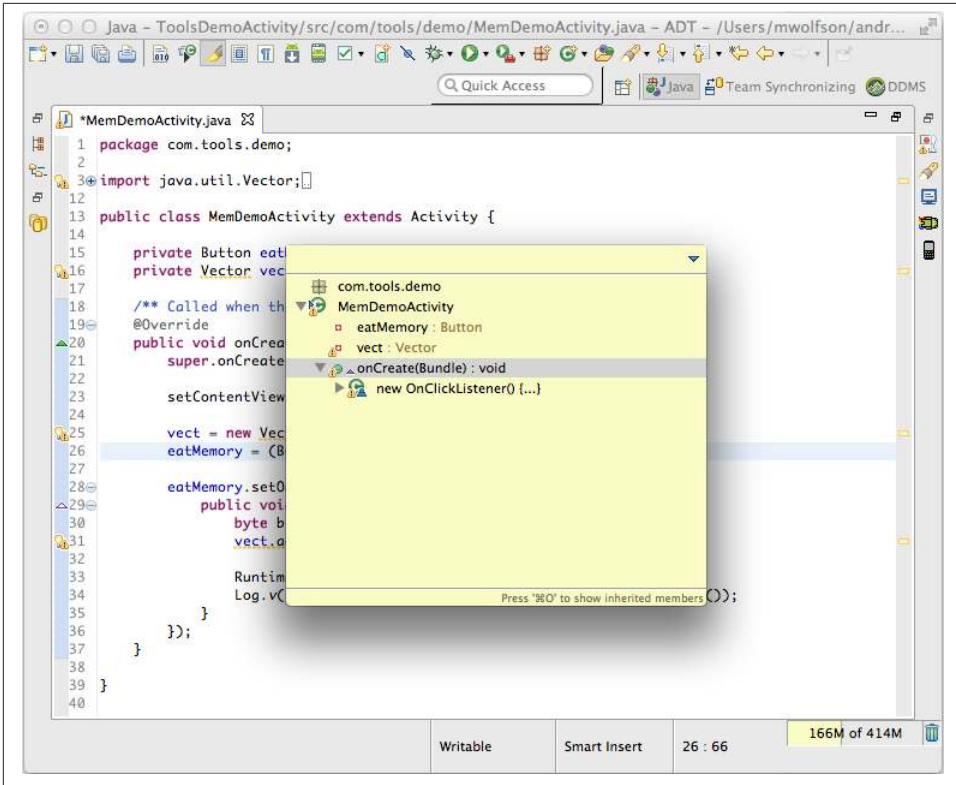 Java – ToolsDemoActivity/src/com/tools/demo/MemDemoActivity.java – ADT – /Users/mwolfson/andr...
Quick Access
Java
Team Synchronizing
DDMS
*MemDemoActivity.java
1 package com.tools.demo;
2
3 import java.util.Vector;
12
13 public class MemDemoActivity extends Activity {
14
15 private Button eat
16 private Vector vec
17
18 /** Called when th
19 @Override
20 public void onCrea
21 super.onCreate
22
23 setContentView
24
25 vect = new Vec
26 eatMemory = (B
27
28 eatMemory.setO
29 public voi
30 byte b
31 vect.a
32
33 Runtim
34 Log.v( ());
35 }
36 });
37 }
38
39 }
40
com.tools.demo
MemDemoActivity
eatMemory : Button
vect : Vector
onCreate(Bundle) : void
new OnClickListener() {...}
Press '⌘O' to show inherited members
Writable
Smart Insert
26 : 66
166M of 414M